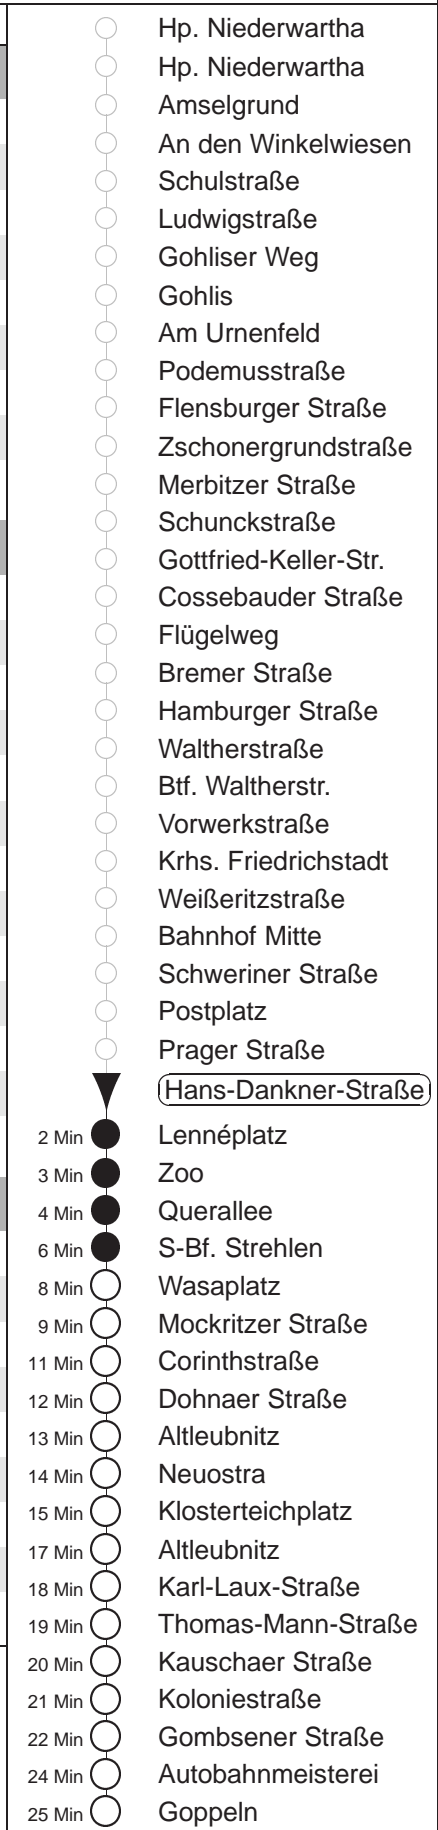 Hp. Niederwartha
Hp. Niederwartha
Amselgrund
An den Winkelwiesen
Schulstraße
Ludwigstraße
Gohliser Weg
Gohlis
Am Urnenfeld
Podemusstraße
Flensburger Straße
Zschonergrundstraße
Merbitzer Straße
Schunckstraße
Gottfried-Keller-Str.
Cossebauder Straße
Flügelweg
Bremer Straße
Hamburger Straße
Waltherstraße
Btf. Waltherstr.
Vorwerkstraße
Krhs. Friedrichstadt
Weißeritzstraße
Bahnhof Mitte
Schweriner Straße
Postplatz
Prager Straße
Hans-Dankner-Straße
2 Min Lennéplatz
3 Min Zoo
4 Min Querallee
6 Min S-Bf. Strehlen
8 Min Wasaplatz
9 Min Mockritzer Straße
11 Min Corinthstraße
12 Min Dohnaer Straße
13 Min Altleubnitz
14 Min Neuostra
15 Min Klosterteichplatz
17 Min Altleubnitz
18 Min Karl-Laux-Straße
19 Min Thomas-Mann-Straße
20 Min Kauschaer Straße
21 Min Koloniestraße
22 Min Gombsener Straße
24 Min Autobahnmeisterei
25 Min Goppeln